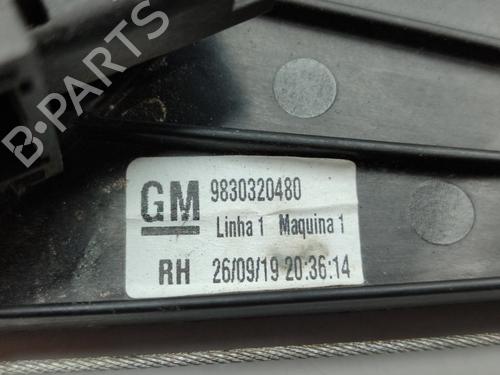 B-PARTS
GM 9830320480
Linha 1 Maquina 1
RH 26/09/19 20:36:14